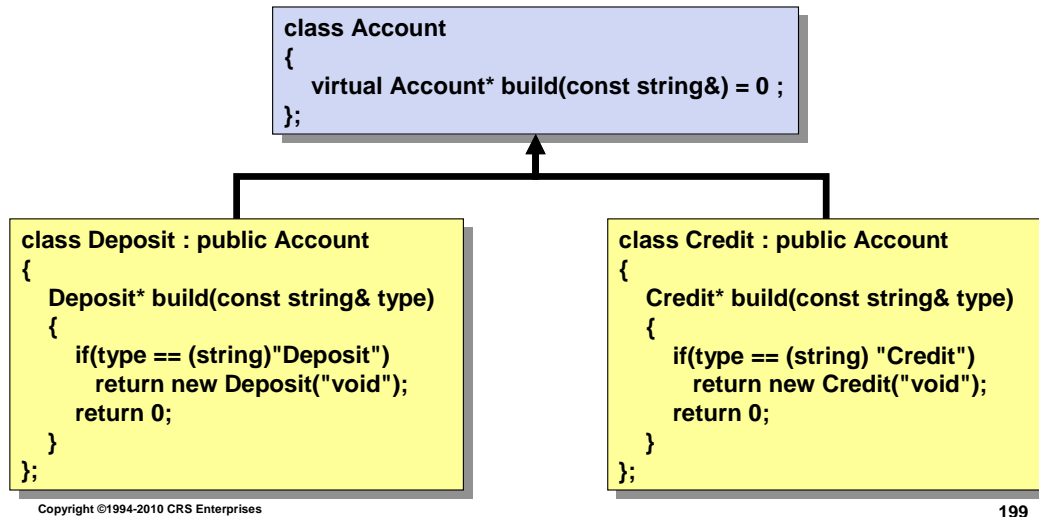 class Account
{
virtual Account* build(const string&) = 0 ;
};
class Deposit : public Account
{
Deposit* build(const string& type)
{
if(type == (string)"Deposit")
return new Deposit("void");
return 0;
}
};
class Credit : public Account
{
Credit* build(const string& type)
{
if(type == (string) "Credit")
return new Credit("void");
return 0;
}
};
Copyright ©1994-2010 CRS Enterprises
199